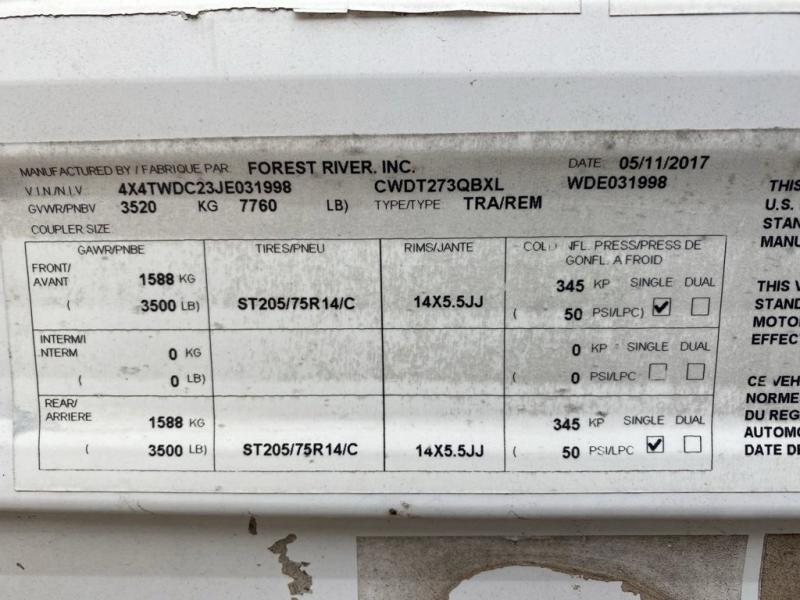 MANUFACTURED BY / FABRIQUE PAR FOREST RIVER. INC. DATE: 05/11/2017
V.I.N./N.I.V. 4X4TWDC23JE031998 CWDT273QBXL WDE031998
GVWR/PNBV 3520 KG 7760 LB) TYPE/TYPE TRA/REM
COUPLER SIZE
GAWR/PNBE TIRES/PNEU RIMS/JANTE NFL. PRESS/PRESS DE
GONFL. A FROID
FRONT/
AVANT 1588 KG 345 KP SINGLE DUAL
( 3500 LB) ST205/75R14/C 14X5.5JJ ( 50 PSI/LPC)
INTERM/I
NTERM 0 KG 0 KP SINGLE DUAL
( 0 LB) ( 0 PSI/LPC
REAR/
ARRIERE 1588 KG 345 KP SINGLE DUAL
( 3500 LB) ST205/75R14/C 14X5.5JJ ( 50 PSI/LPC
THIS
U.S.
STAN
MANU
THIS V
STAND
MOTO
EFFEC
CE VEH
NORME
DU REG
AUTOMO
DATE DE